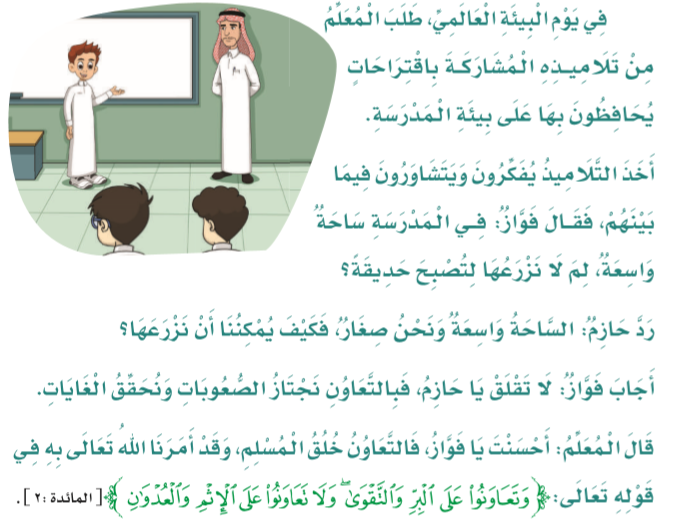 فِي يَوْمِ الْبِيئَةِ الْعَالَمِيِّ، طَلَبَ الْمُعَلِّمُ
مِنْ تَلَامِيذِهِ الْمُشَارَكَةَ بِاقْتِرَاحَاتٍ
يُحَافِظُونَ بِهَا عَلَى بِيئَةِ الْمَدْرَسَةِ.
أَخَذَ التَّلَامِيذُ يُفَكِّرُونَ وَيَتَشَاوَرُونَ فِيمَا
بَيْنَهُمْ، فَقَالَ فَوَّازُ: فِي الْمَدْرَسَةِ سَاحَةٌ
وَاسِعَةٌ، لِمَ لَا نَزْرَعُهَا لِتُصْبِحَ حَدِيقَةً؟
رَدَّ حَازِمُ: السَّاحَةُ وَاسِعَةٌ وَنَحْنُ صِغَارٌ، فَكَيْفَ يُمْكِنُنَا أَنْ نَزْرَعَهَا؟
أَجَابَ فَوَّازُ: لَا تَقْلَقْ يَا حَازِمُ، فَبِالتَّعَاوُنِ نَجْتَازُ الصُّعُوبَاتِ وَنُحَقِّقُ الْغَايَاتِ.
قَالَ الْمُعَلِّمُ: أَحْسَنْتَ يَا فَوَّازُ، فَالتَّعَاوُنُ خُلُقُ الْمُسْلِمِ، وَقَدْ أَمَرَنَا اللهُ تَعَالَى بِهِ فِي
قَوْلِهِ تَعَالَى: ﴿وَتَعَاوَنُوا۟ عَلَى ٱلْبِرِّ وَٱلتَّقْوَىٰ ۖ وَلَا تَعَاوَنُوا۟ عَلَى ٱلْإِثْمِ وَٱلْعُدْوَٰنِ﴾ [المائدة :٢].